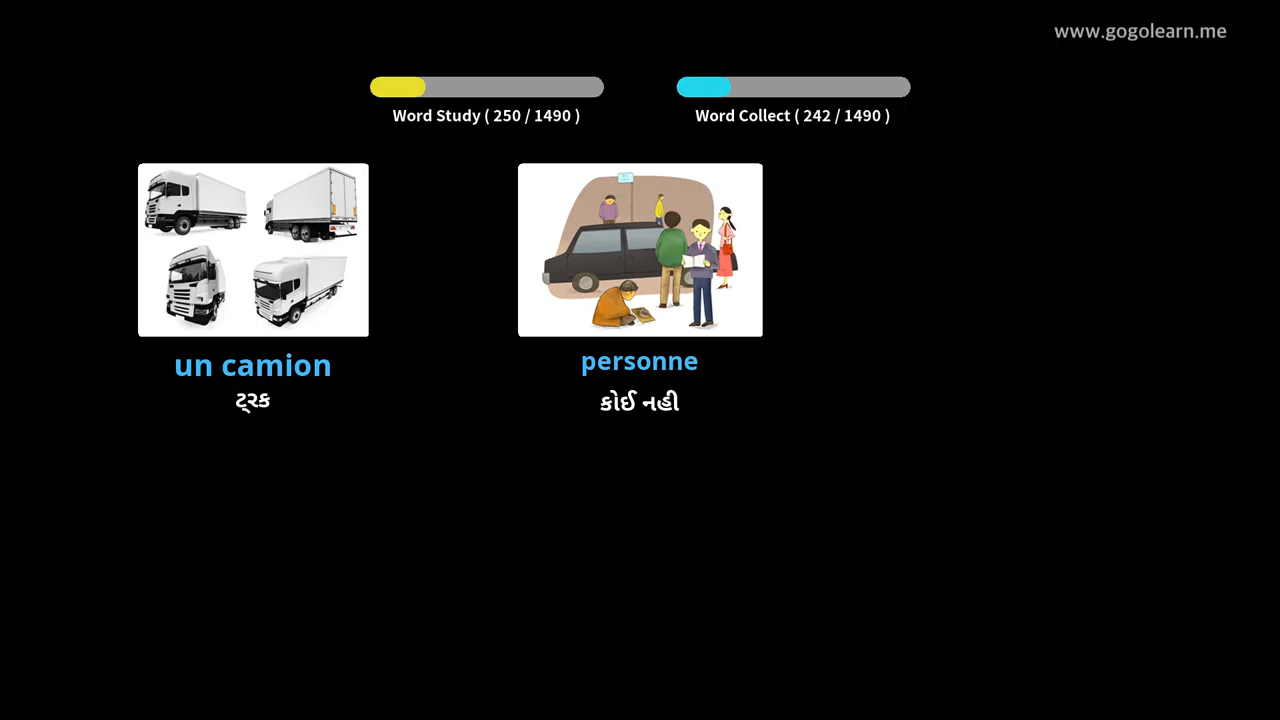 www.gogolearn.me
Word Study ( 250 / 1490 )
Word Collect ( 242 / 1490 )
un camion
ટ્રક
personne
કોઈ નહી